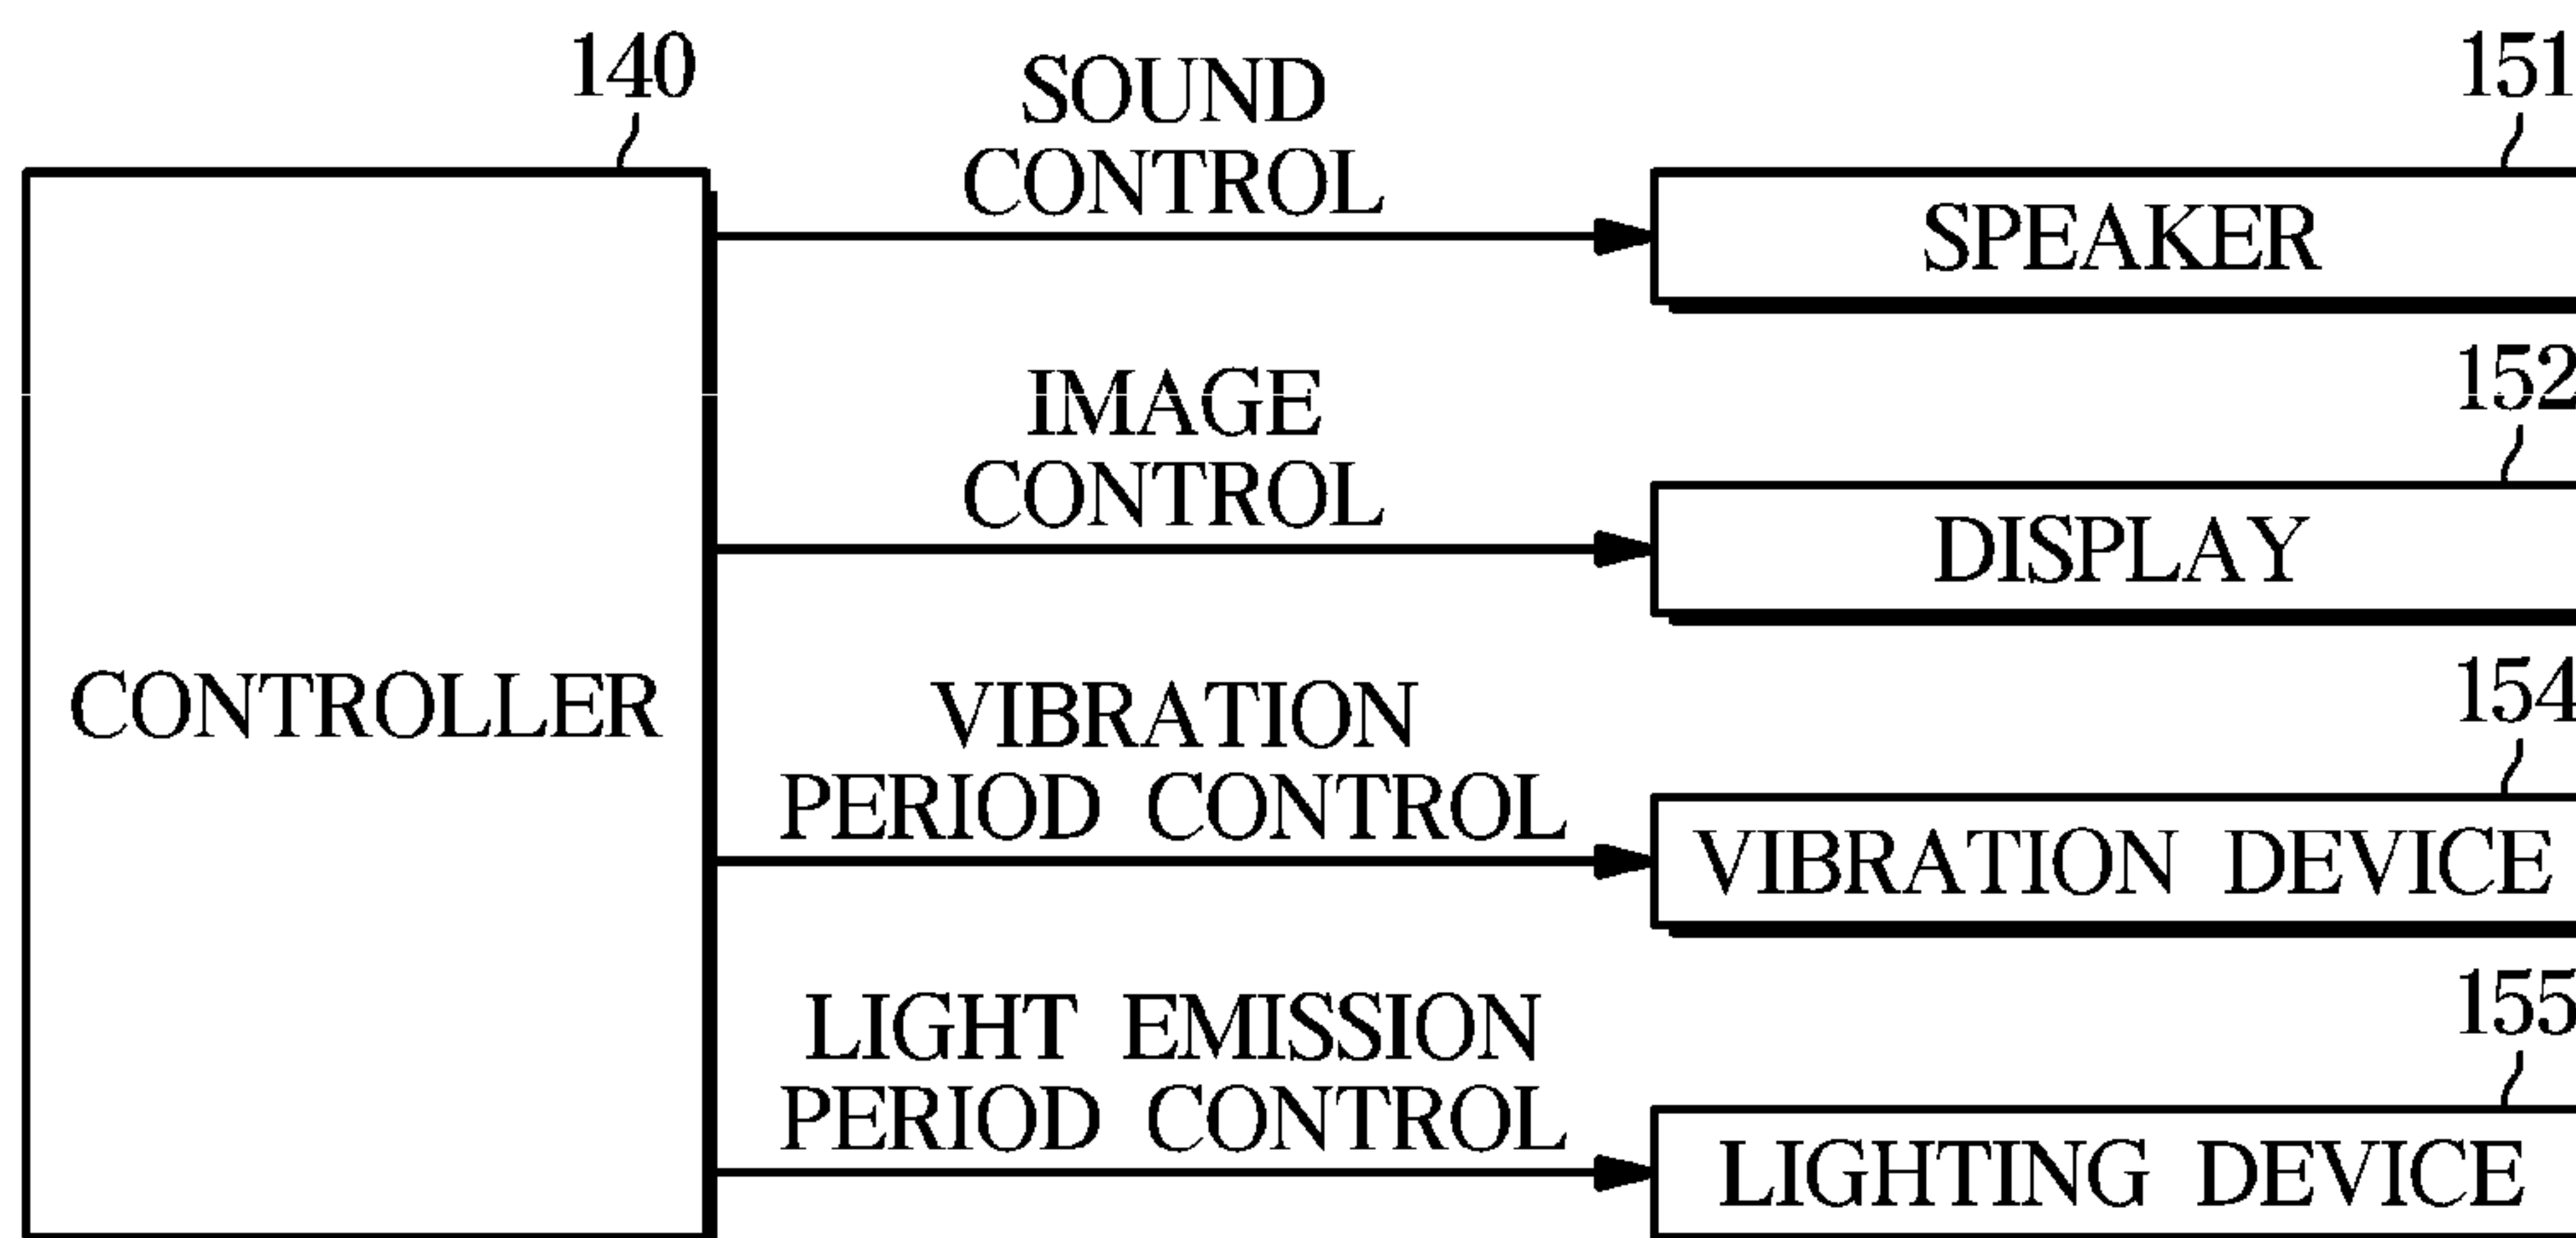 140
SOUND
CONTROL
151
SPEAKER
IMAGE
CONTROL
152
DISPLAY
CONTROLLER
VIBRATION
PERIOD CONTROL
154
VIBRATION DEVICE
LIGHT EMISSION
PERIOD CONTROL
155
LIGHTING DEVICE